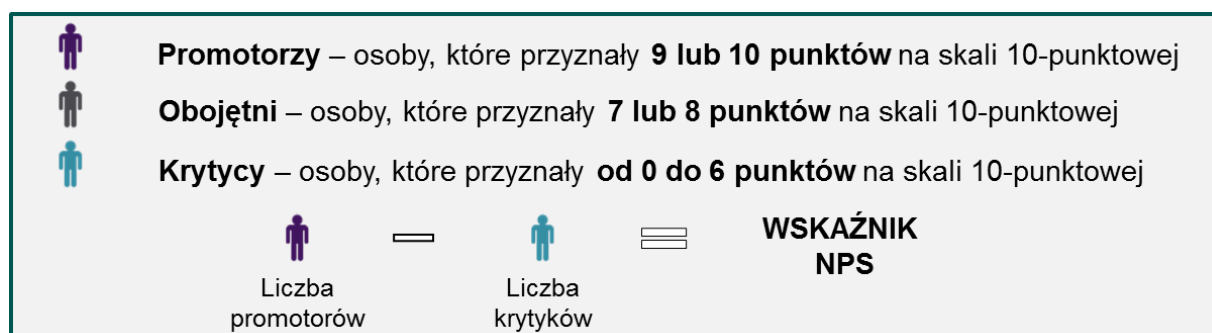 Promotorzy – osoby, które przyznały 9 lub 10 punktów na skali 10-punktowej
Obojętni – osoby, które przyznały 7 lub 8 punktów na skali 10-punktowej
Krytycy – osoby, które przyznały od 0 do 6 punktów na skali 10-punktowej
WSKAŹNIK
NPS
Liczba
promotorów
Liczba
krytyków